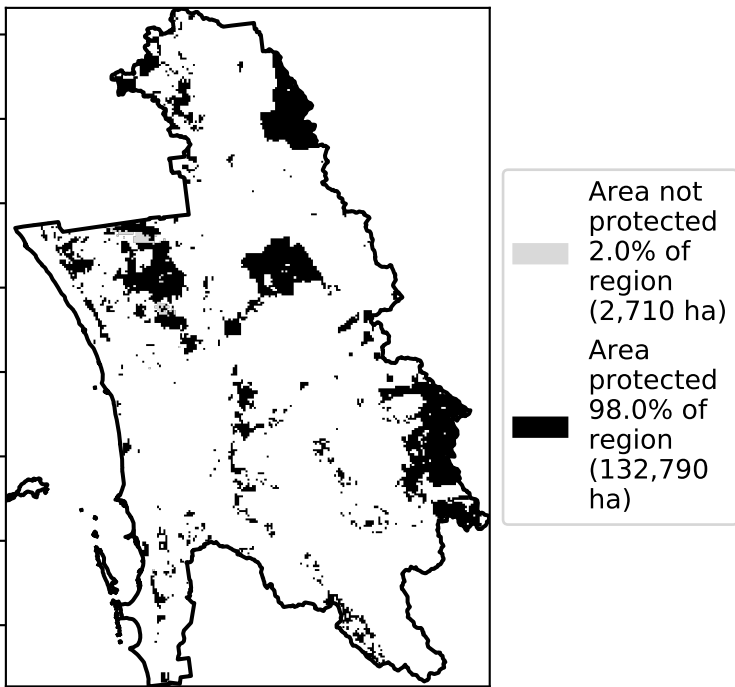 Area not
protected
2.0% of
region
(2,710 ha)
Area
protected
98.0% of
region
(132,790
ha)